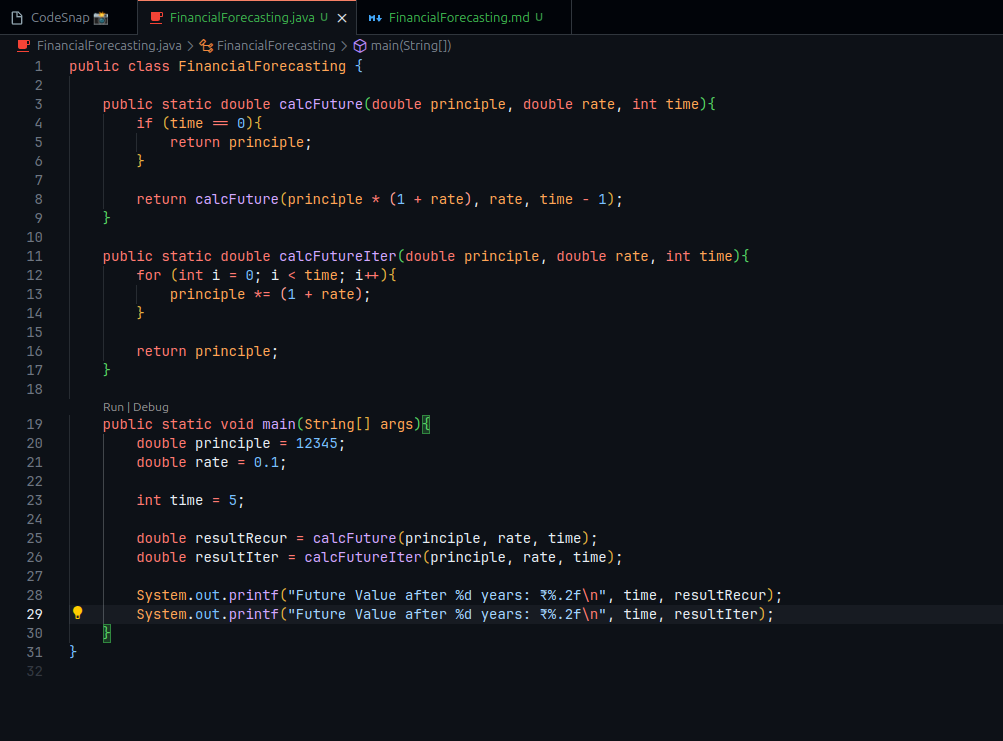 CodeSnap 📸 FinancialForecasting.java U × FinancialForecasting.md U
FinancialForecasting.java > FinancialForecasting > main(String[])
1 public class FinancialForecasting {
2
3     public static double calcFuture(double principle, double rate, int time){
4         if (time == 0){
5             return principle;
6         }
7
8         return calcFuture(principle * (1 + rate), rate, time - 1);
9     }
10
11     public static double calcFutureIter(double principle, double rate, int time){
12         for (int i = 0; i < time; i++){
13             principle *= (1 + rate);
14         }
15
16         return principle;
17     }
18
Run | Debug
19     public static void main(String[] args){
20         double principle = 12345;
21         double rate = 0.1;
22
23         int time = 5;
24
25         double resultRecur = calcFuture(principle, rate, time);
26         double resultIter = calcFutureIter(principle, rate, time);
27
28         System.out.printf("Future Value after %d years: ₹%.2f\n", time, resultRecur);
29         System.out.printf("Future Value after %d years: ₹%.2f\n", time, resultIter);
30     }
31 }
32